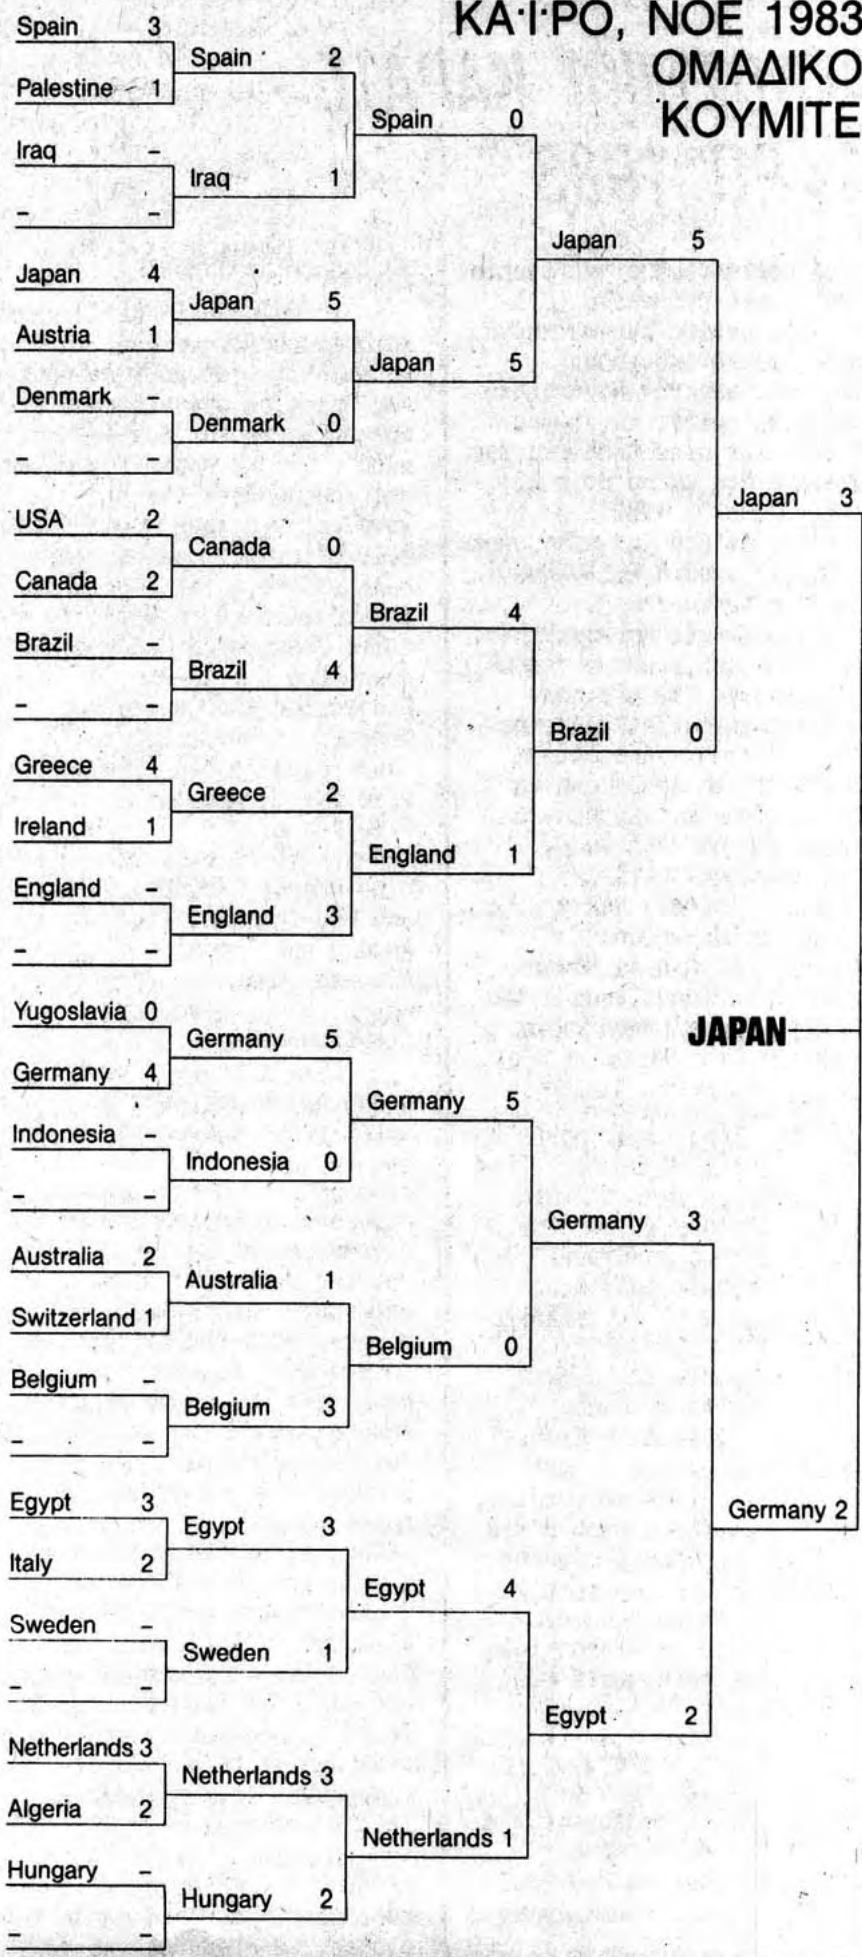 ΚΑ·Ι·ΡΟ, ΝΟΕ 1983
ΟΜΑΔΙΚΟ
ΚΟΥΜΙΤΕ
Spain 3
Palestine 1
Iraq -
- -
Japan 4
Austria 1
Denmark -
- -
USA 2
Canada 2
Brazil -
- -
Greece 4
Ireland 1
England -
- -
Yugoslavia 0
Germany 4
Indonesia -
- -
Australia 2
Switzerland 1
Belgium -
- -
Egypt 3
Italy 2
Sweden -
- -
Netherlands 3
Algeria 2
Hungary -
- -
Spain 2
Iraq 1
Japan 5
Denmark 0
Canada 0
Brazil 4
Greece 2
England 3
Germany 5
Indonesia 0
Australia 1
Belgium 3
Egypt 3
Sweden 1
Netherlands 3
Hungary 2
Spain 0
Japan 5
Brazil 4
England 1
Germany 5
Belgium 0
Egypt 4
Netherlands 1
Japan 5
Brazil 0
Germany 3
Egypt 2
Japan 3
Germany 2
JAPAN